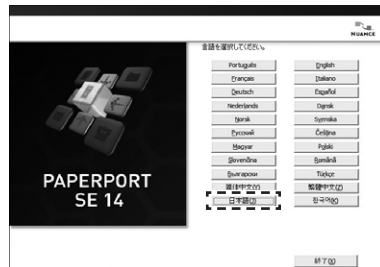 NUANCE
言語を選択してください。
Português English
Français Italiano
Deutsch Español
Nederlands Dansk
Norsk Svenska
Русский Čeština
Magyar Polski
Slovenčina Română
Български Türkçe
简体中文(Y) 繁體中文(Z)
日本語(J) 한국어(K)
PAPERPORT
SE 14
終了(X)